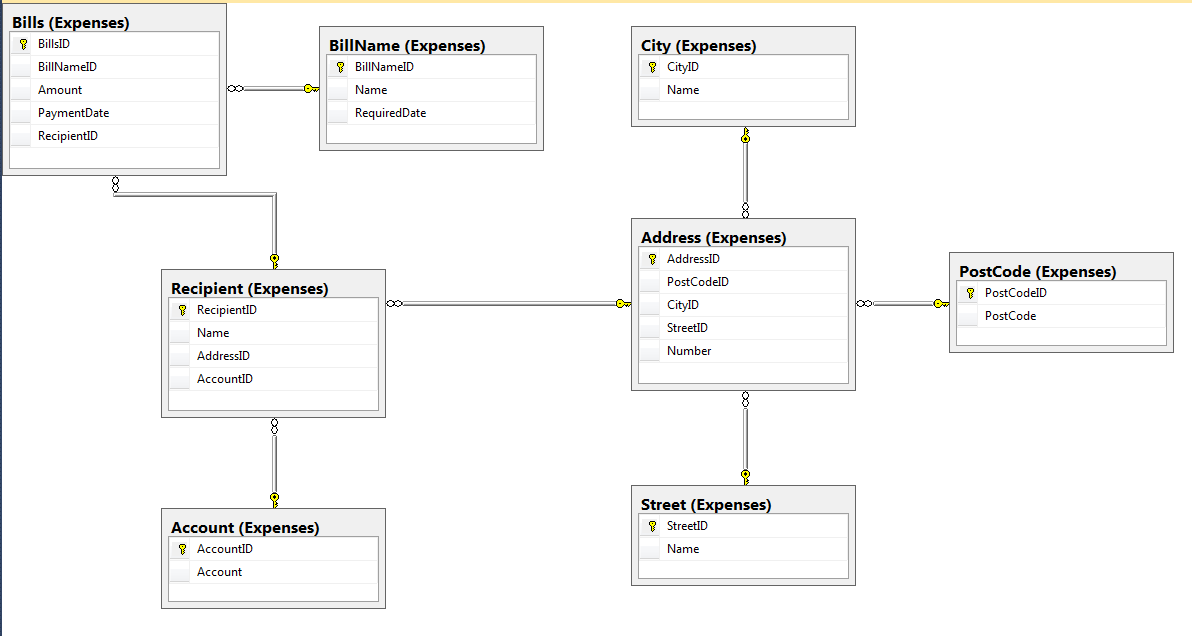 Bills (Expenses)
BillsID
BillNameID
Amount
PaymentDate
RecipientID
BillName (Expenses)
BillNameID
Name
RequiredDate
City (Expenses)
CityID
Name
Address (Expenses)
AddressID
PostCodeID
CityID
StreetID
Number
PostCode (Expenses)
PostCodeID
PostCode
Recipient (Expenses)
RecipientID
Name
AddressID
AccountID
Account (Expenses)
AccountID
Account
Street (Expenses)
StreetID
Name